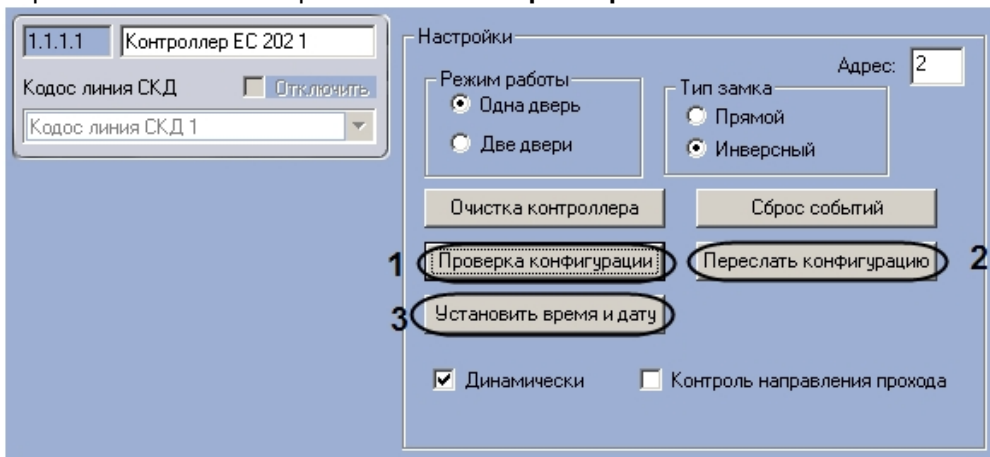 1.1.1.1 Контроллер ЕС 202 1
Кодос линия СКД Отключить
Кодос линия СКД 1
Настройки
Адрес: 2
Режим работы
Одна дверь
Две двери
Тип замка
Прямой
Инверсный
Очистка контроллера
Сброс событий
1 Проверка конфигурации
Переслать конфигурацию 2
3 Установить время и дату
Динамически
Контроль направления прохода